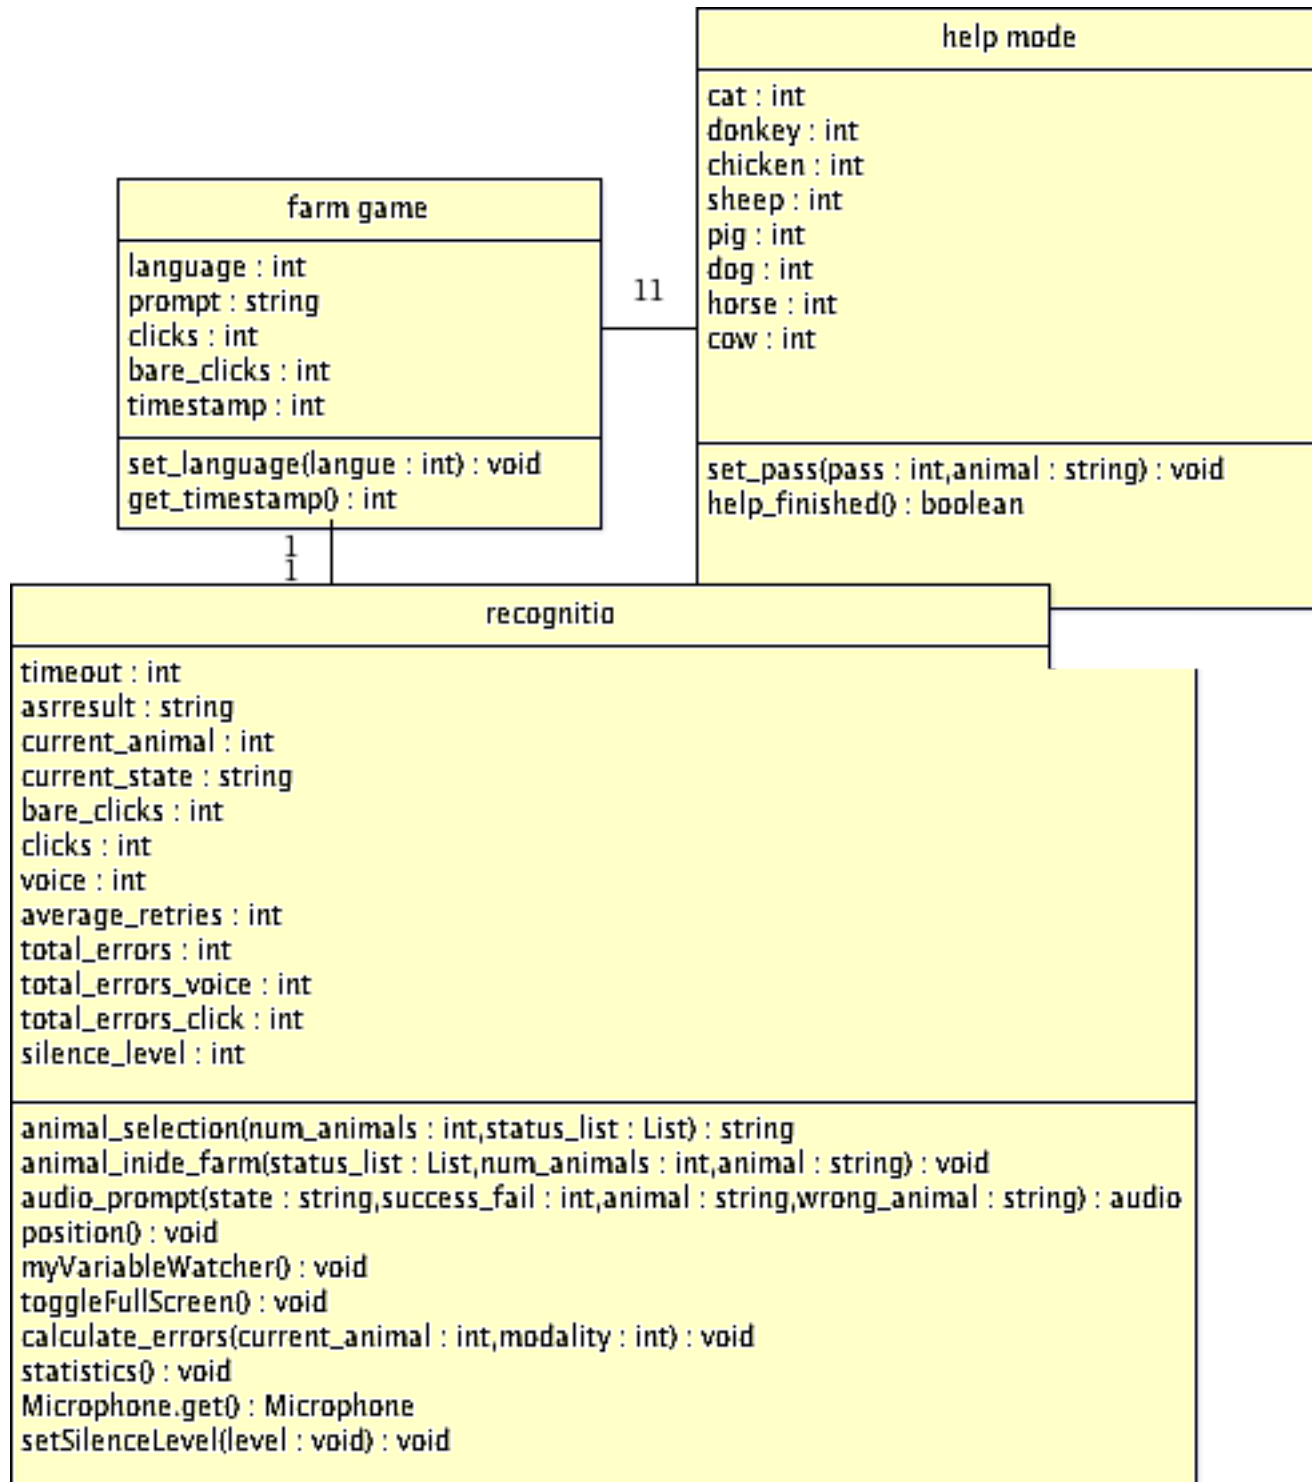 help mode
cat : int
donkey : int
chicken : int
sheep : int
pig : int
dog : int
horse : int
cow : int
set_pass(pass : int,animal : string) : void
help_finished() : boolean
farm game
language : int
prompt : string
clicks : int
bare_clicks : int
timestamp : int
set_language(langue : int) : void
get_timestamp() : int
11
1
1
recognitio
timeout : int
asrresult : string
current_animal : int
current_state : string
bare_clicks : int
clicks : int
voice : int
average_retries : int
total_errors : int
total_errors_voice : int
total_errors_click : int
silence_level : int
animal_selection(num_animals : int,status_list : List) : string
animal_inide_farm(status_list : List,num_animals : int,animal : string) : void
audio_prompt(state : string,success_fail : int,animal : string,wrong_animal : string) : audio
position() : void
myVariableWatcher() : void
toggleFullScreen() : void
calculate_errors(current_animal : int,modality : int) : void
statistics() : void
Microphone.get() : Microphone
setSilenceLevel(level : void) : void